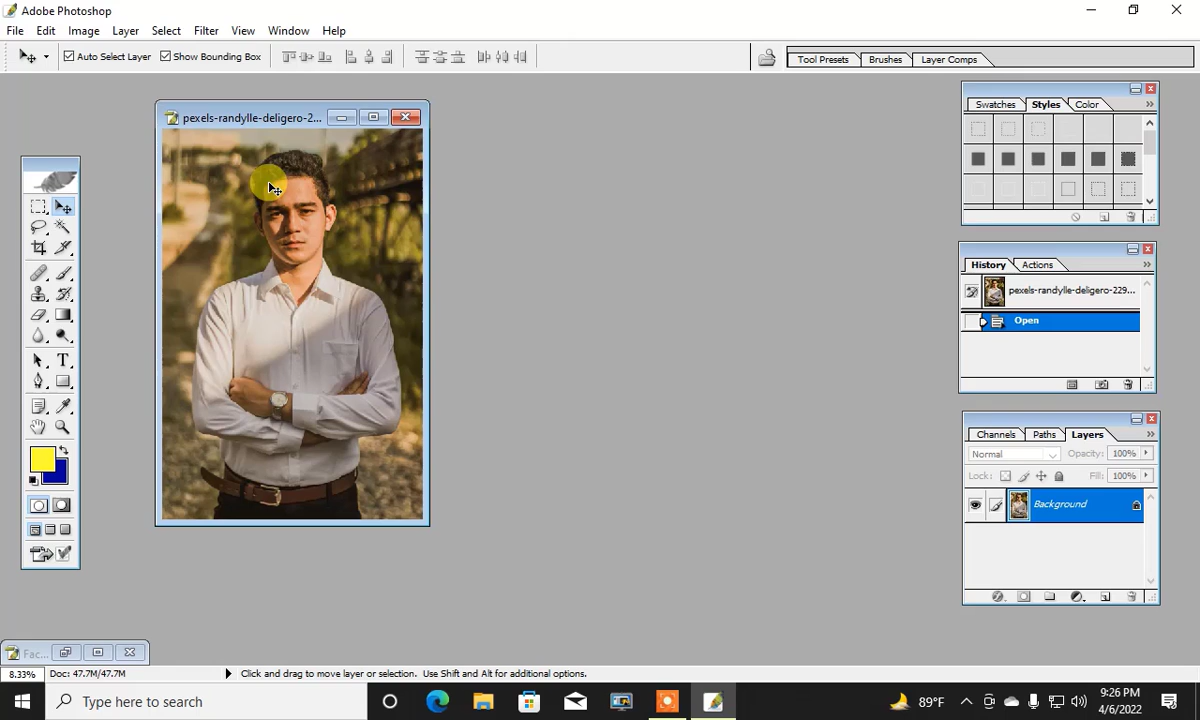 Adobe Photoshop
File Edit Image Layer Select Filter View Window Help
Auto Select Layer Show Bounding Box
Tool Presets Brushes Layer Comps
pexels-randylle-deligero-2...
Swatches Styles Color
History Actions
pexels-randylle-deligero-229...
Open
Channels Paths Layers
Normal Opacity: 100%
Lock: Fill: 100%
Background
T
Fac...
8.33% Doc: 47.7M/47.7M Click and drag to move layer or selection. Use Shift and Alt for additional options.
Type here to search
89°F
9:26 PM
4/6/2022